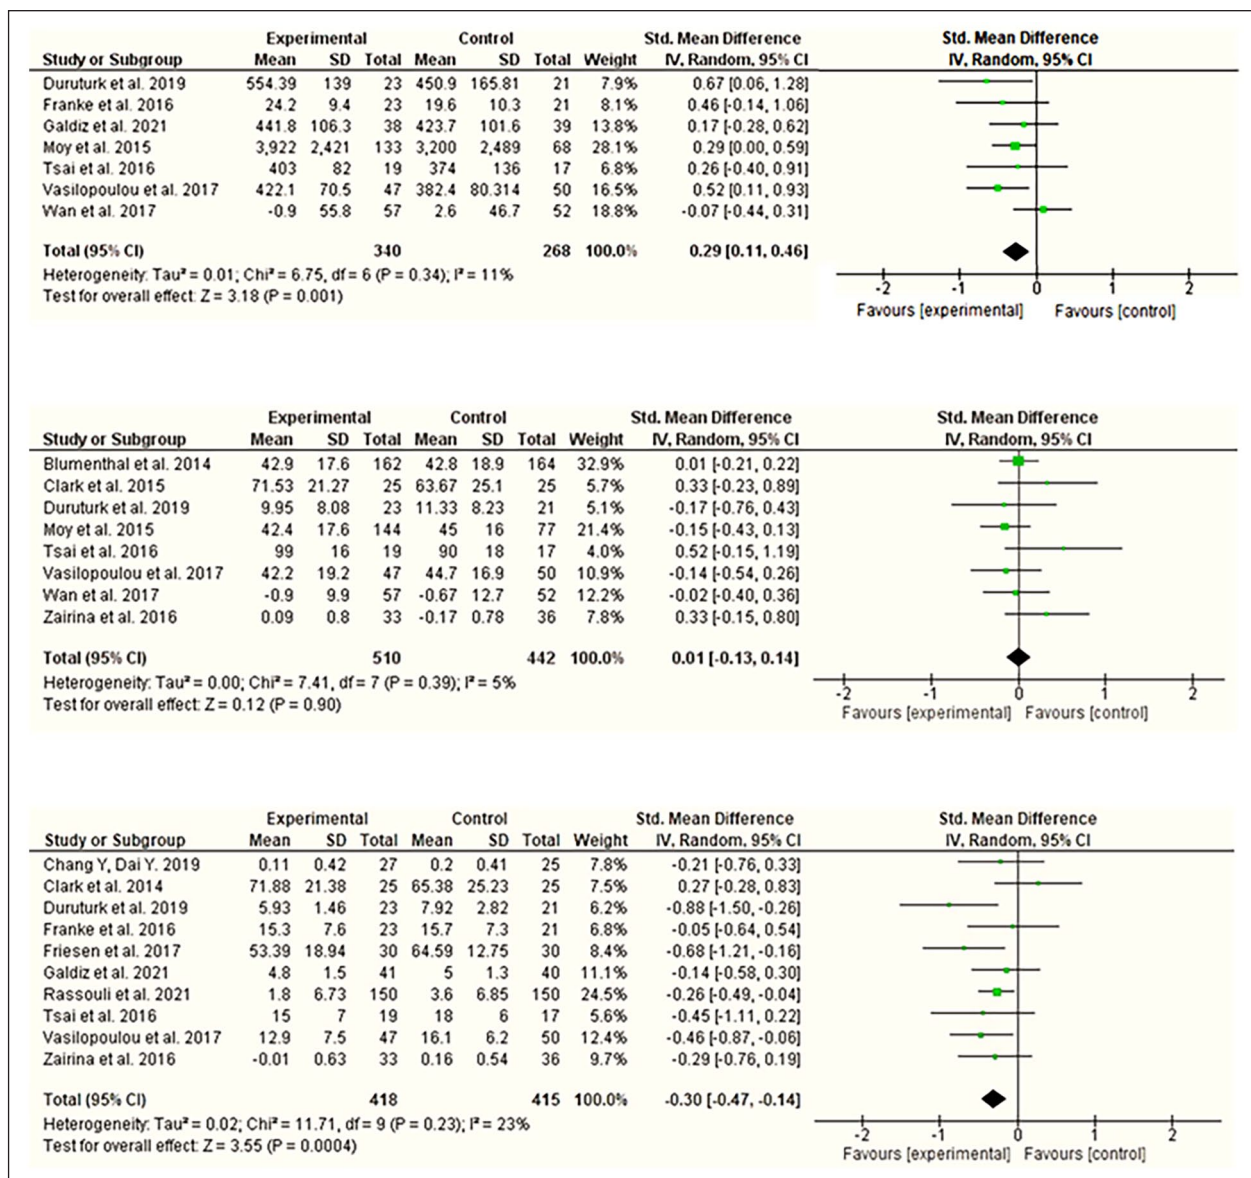 Experimental Control Std. Mean Difference Std. Mean Difference
Study or Subgroup Mean SD Total Mean SD Total Weight IV, Random, 95% CI IV, Random, 95% CI
Duruturk et al. 2019 554.39 139 23 450.9 165.81 21 7.9% 0.67 [0.06, 1.28]
Franke et al. 2016 24.2 9.4 23 19.6 10.3 21 8.1% 0.46 [-0.14, 1.06]
Galdiz et al. 2021 441.8 106.3 38 423.7 101.6 39 13.8% 0.17 [-0.28, 0.62]
Moy et al. 2015 3,922 2,421 133 3,200 2,489 68 28.1% 0.29 [0.00, 0.59]
Tsai et al. 2016 403 82 19 374 136 17 6.8% 0.26 [-0.40, 0.91]
Vasilopoulou et al. 2017 422.1 70.5 47 382.4 80.314 50 16.5% 0.52 [0.11, 0.93]
Wan et al. 2017 -0.9 55.8 57 2.6 46.7 52 18.8% -0.07 [-0.44, 0.31]
Total (95% CI) 340 268 100.0% 0.29 [0.11, 0.46]
Heterogeneity: Tau² = 0.01; Chi² = 6.75, df = 6 (P = 0.34); I² = 11%
Test for overall effect: Z = 3.18 (P = 0.001)
-2 -1 0 1 2
Favours [experimental] Favours [control]
Experimental Control Std. Mean Difference Std. Mean Difference
Study or Subgroup Mean SD Total Mean SD Total Weight IV, Random, 95% CI IV, Random, 95% CI
Blumenthal et al. 2014 42.9 17.6 162 42.8 18.9 164 32.9% 0.01 [-0.21, 0.22]
Clark et al. 2015 71.53 21.27 25 63.67 25.1 25 5.7% 0.33 [-0.23, 0.89]
Duruturk et al. 2019 9.95 8.08 23 11.33 8.23 21 5.1% -0.17 [-0.76, 0.43]
Moy et al. 2015 42.4 17.6 144 45 16 77 21.4% -0.15 [-0.43, 0.13]
Tsai et al. 2016 99 16 19 90 18 17 4.0% 0.52 [-0.15, 1.19]
Vasilopoulou et al. 2017 42.2 19.2 47 44.7 16.9 50 10.9% -0.14 [-0.54, 0.26]
Wan et al. 2017 -0.9 9.9 57 -0.67 12.7 52 12.2% -0.02 [-0.40, 0.36]
Zairina et al. 2016 0.09 0.8 33 -0.17 0.78 36 7.8% 0.33 [-0.15, 0.80]
Total (95% CI) 510 442 100.0% 0.01 [-0.13, 0.14]
Heterogeneity: Tau² = 0.00; Chi² = 7.41, df = 7 (P = 0.39); I² = 5%
Test for overall effect: Z = 0.12 (P = 0.90)
-2 -1 0 1 2
Favours [experimental] Favours [control]
Experimental Control Std. Mean Difference Std. Mean Difference
Study or Subgroup Mean SD Total Mean SD Total Weight IV, Random, 95% CI IV, Random, 95% CI
Chang Y, Dai Y. 2019 0.11 0.42 27 0.2 0.41 25 7.8% -0.21 [-0.76, 0.33]
Clark et al. 2014 71.88 21.38 25 65.38 25.23 25 7.5% 0.27 [-0.28, 0.83]
Duruturk et al. 2019 5.93 1.46 23 7.92 2.82 21 6.2% -0.88 [-1.50, -0.26]
Franke et al. 2016 15.3 7.6 23 15.7 7.3 21 6.8% -0.05 [-0.64, 0.54]
Friesen et al. 2017 53.39 18.94 30 64.59 12.75 30 8.4% -0.68 [-1.21, -0.16]
Galdiz et al. 2021 4.8 1.5 41 5 1.3 40 11.1% -0.14 [-0.58, 0.30]
Rassouli et al. 2021 1.8 6.73 150 3.6 6.85 150 24.5% -0.26 [-0.49, -0.04]
Tsai et al. 2016 15 7 19 18 6 17 5.6% -0.45 [-1.11, 0.22]
Vasilopoulou et al. 2017 12.9 7.5 47 16.1 6.2 50 12.4% -0.46 [-0.87, -0.06]
Zairina et al. 2016 -0.01 0.63 33 0.16 0.54 36 9.7% -0.29 [-0.76, 0.19]
Total (95% CI) 418 415 100.0% -0.30 [-0.47, -0.14]
Heterogeneity: Tau² = 0.02; Chi² = 11.71, df = 9 (P = 0.23); I² = 23%
Test for overall effect: Z = 3.55 (P = 0.0004)
-2 -1 0 1 2
Favours [experimental] Favours [control]